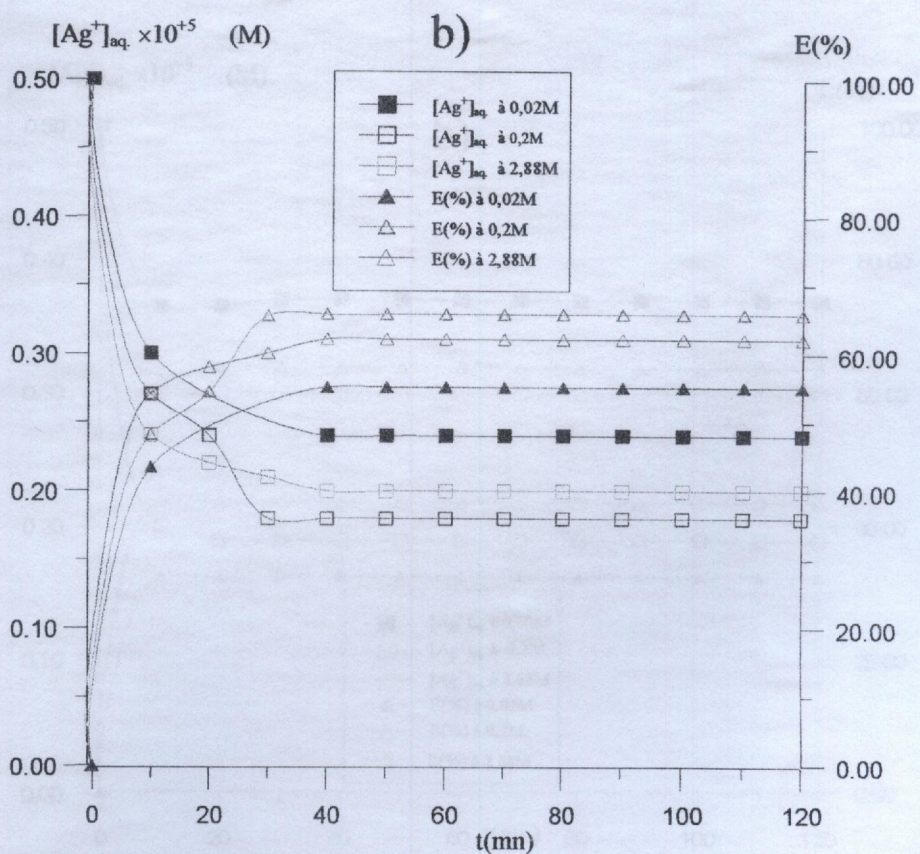 [Ag⁺]aq. ×10⁺⁵ (M)
b)
E(%)
[Ag⁺]aq. à 0,02M
[Ag⁺]aq. à 0,2M
[Ag⁺]aq. à 2,88M
E(%) à 0,02M
E(%) à 0,2M
E(%) à 2,88M
0.50
0.40
0.30
0.20
0.10
0.00
100.00
80.00
60.00
40.00
20.00
0.00
0 20 40 60 80 100 120
t(mn)